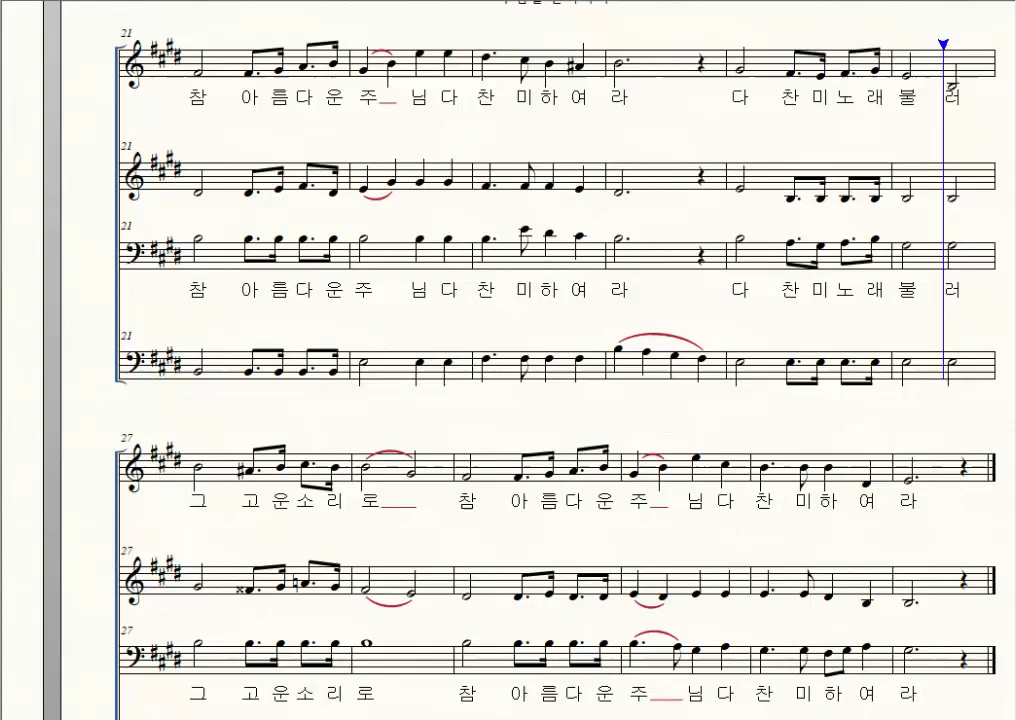 21
참 아 름 다 운 주 님 다 찬 미 하 여 라 다 찬 미 노 래 불 러
21
21
참 아 름 다 운 주 님 다 찬 미 하 여 라 다 찬 미 노 래 불 러
21
27
그 고 운 소 리 로 참 아 름 다 운 주 님 다 찬 미 하 여 라
27
27
그 고 운 소 리 로 참 아 름 다 운 주 님 다 찬 미 하 여 라